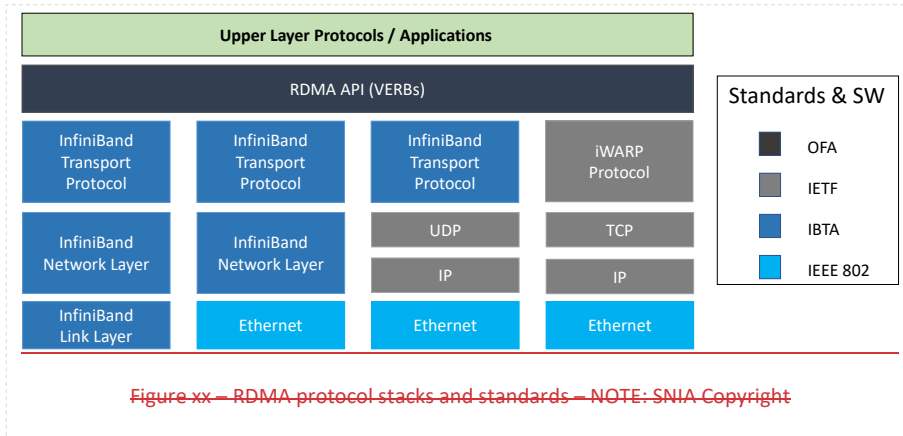 Upper Layer Protocols / Applications
RDMA API (VERBs)
InfiniBand
Transport
Protocol
InfiniBand
Transport
Protocol
InfiniBand
Transport
Protocol
iWARP
Protocol
InfiniBand
Network Layer
InfiniBand
Network Layer
UDP
TCP
IP
IP
InfiniBand
Link Layer
Ethernet
Ethernet
Ethernet
Standards & SW
OFA
IETF
IBTA
IEEE 802
Figure xx – RDMA protocol stacks and standards – NOTE: SNIA Copyright